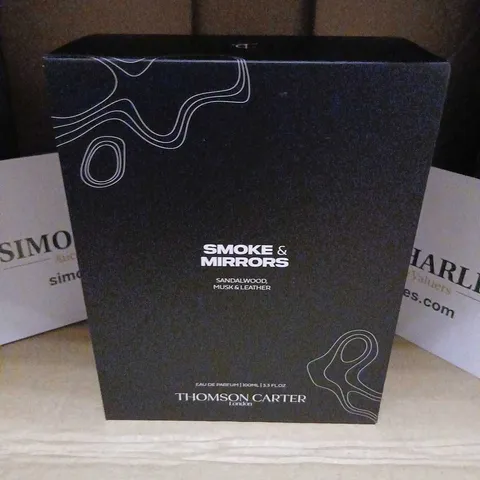 SMOKE &
MIRRORS
SANDALWOOD,
MUSK & LEATHER
EAU DE PARFUM | 100ML | 3.3 FL.OZ
THOMSON CARTER
London
SIMO
simo
HARLE
Valuers
es.com